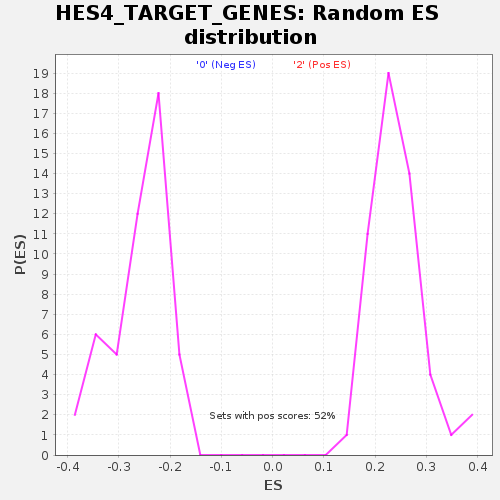 HES4_TARGET_GENES: Random ES
distribution
'0' (Neg ES) '2' (Pos ES)
19
18
17
16
15
14
13
12
11
10
9
8
7
6
5
4
3
2
1
0
P(ES)
Sets with pos scores: 52%
-0.4 -0.3 -0.2 -0.1 0.0 0.1 0.2 0.3 0.4
ES